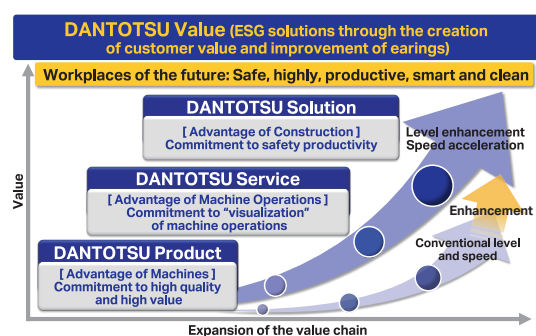 DANTOTSU Value (ESG solutions through the creation
of customer value and improvement of earings)
Workplaces of the future: Safe, highly, productive, smart and clean
DANTOTSU Solution
[ Advantage of Construction ]
Commitment to safety productivity
Level enhancement
Speed acceleration
DANTOTSU Service
[ Advantage of Machine Operations ]
Commitment to “visualization”
of machine operations
Enhancement
DANTOTSU Product
[ Advantage of Machines ]
Commitment to high quality
and high value
Conventional level
and speed
Value
Expansion of the value chain